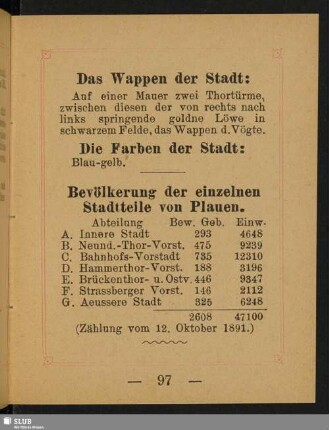 Das Wappen der Stadt:
Auf einer Mauer zwei Thortürme,
zwischen diesen der von rechts nach
links springende goldne Löwe in
schwarzem Felde, das Wappen d. Vögte.
Die Farben der Stadt:
Blau-gelb.
Bevölkerung der einzelnen
Stadtteile von Plauen.
Abteilung Bew. Geb. Einw.
A. Innere Stadt 293 4648
B. Neund.-Thor-Vorst. 475 9239
C. Bahnhofs-Vorstadt 735 12310
D. Hammerthor-Vorst. 188 3196
E. Brückenthor- u. Ostv. 446 9347
F. Strassberger Vorst. 146 2112
G. Aeussere Stadt 325 6248
2608 47100
(Zählung vom 12. Oktober 1891.)
— 97 —
SLUB
Wir führen Wissen.